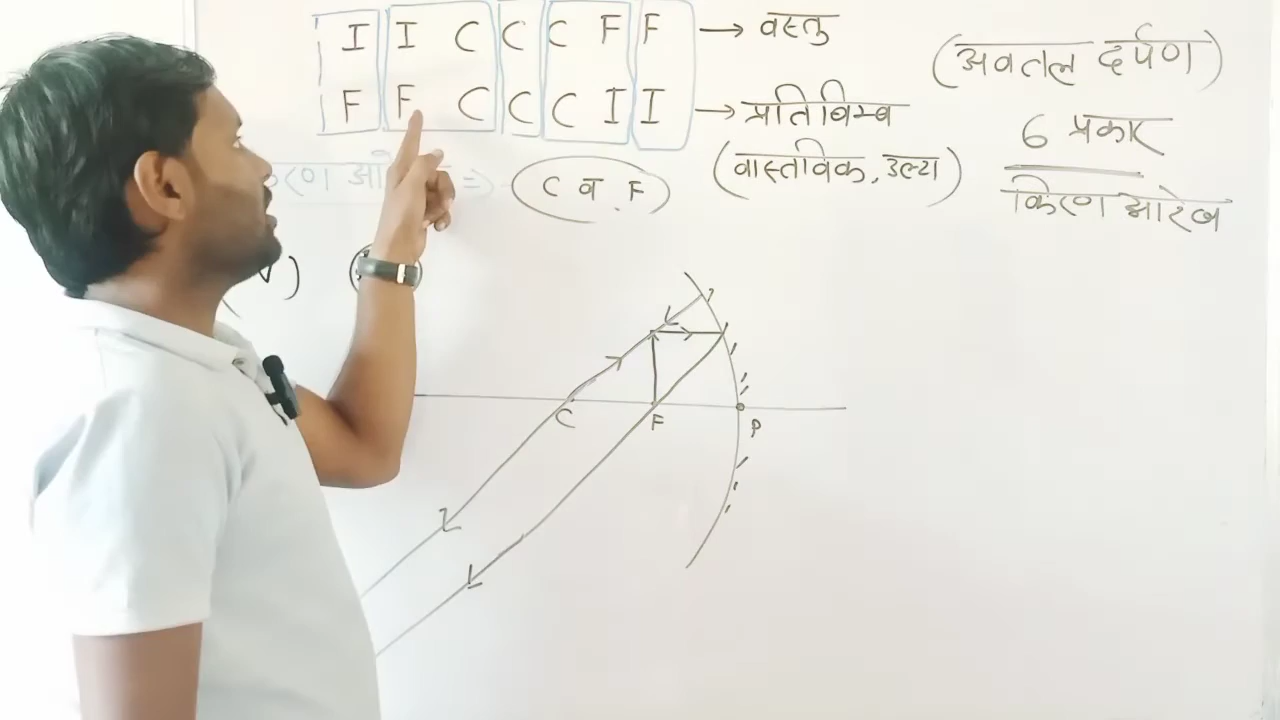 I I C C C F F → वस्तु
F F C C C I I → प्रतिबिम्ब
(वास्तविक, उल्टा)
C व F
(अवतल दर्पण)
6 प्रकार
किरण आरेख
C F P